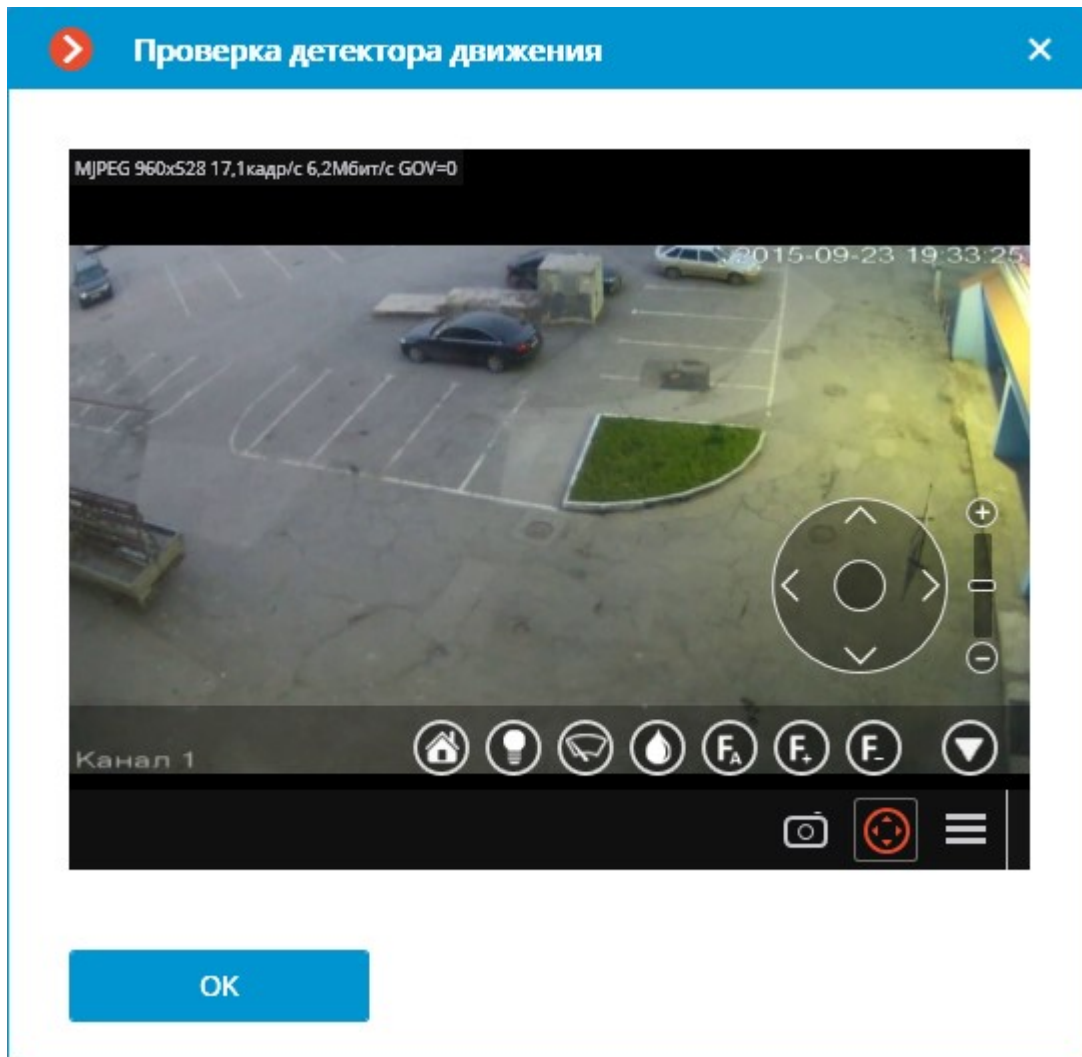 Проверка детектора движения
MJPEG 960x528 17,1кадр/с 6,2Мбит/с GOV=0
2015-09-23 19:33:25
Канал 1
FA
F+
F-
OK